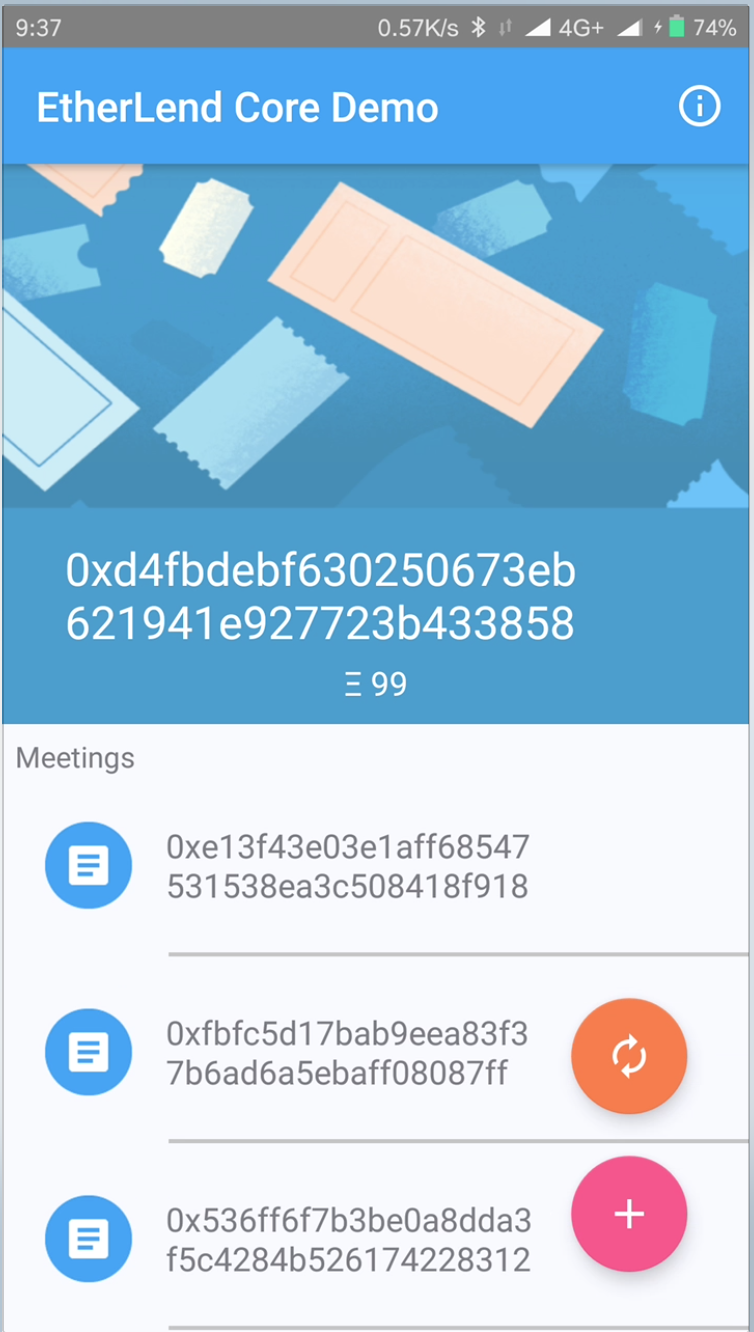 9:37 0.57K/s 4G+ 74%
EtherLend Core Demo
0xd4fbdebf630250673eb
621941e927723b433858
Ξ 99
Meetings
0xe13f43e03e1aff68547
531538ea3c508418f918
0xfbfc5d17bab9eea83f3
7b6ad6a5ebaff08087ff
0x536ff6f7b3be0a8dda3
f5c4284b526174228312